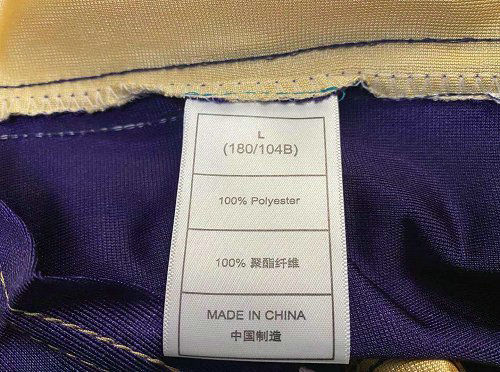 L
(180/104B)
100% Polyester
100% 聚酯纤维
MADE IN CHINA
中国制造